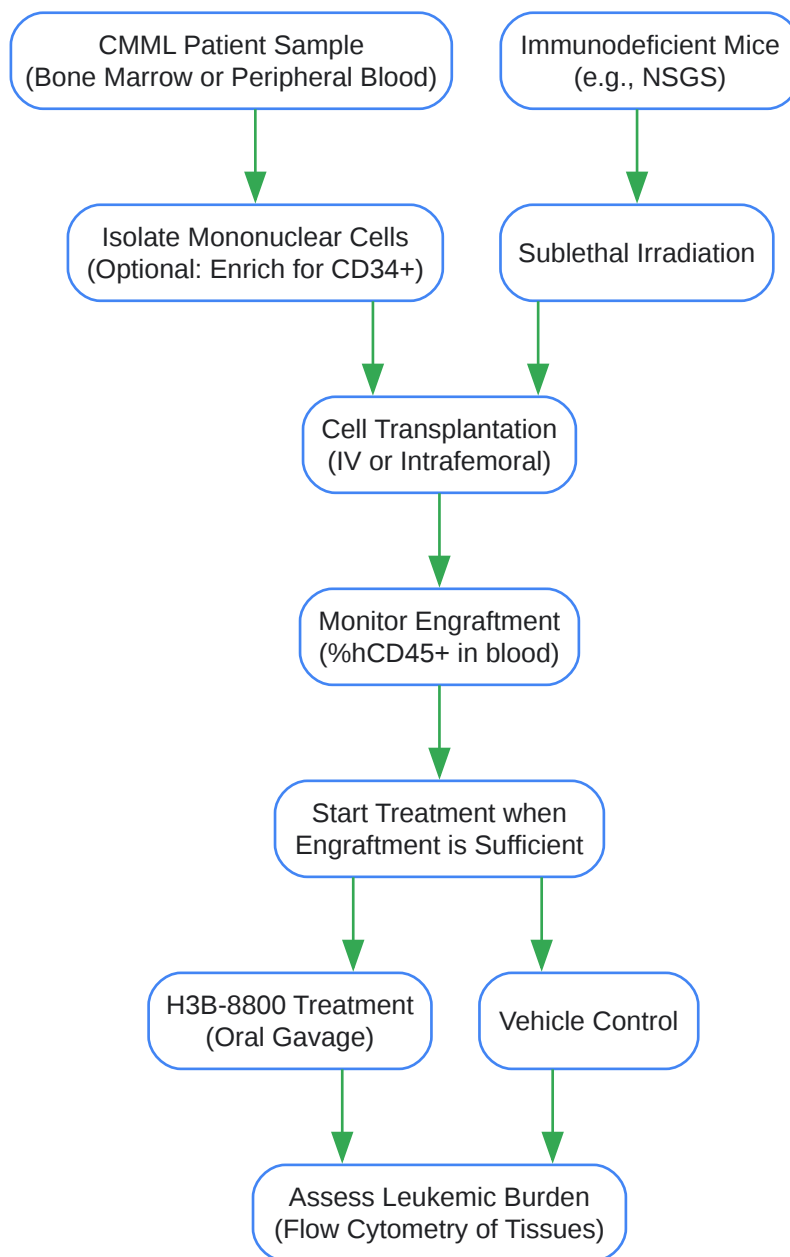 CMML Patient Sample
(Bone Marrow or Peripheral Blood)
Immunodeficient Mice
(e.g., NSGS)
Isolate Mononuclear Cells
(Optional: Enrich for CD34+)
Sublethal Irradiation
Cell Transplantation
(IV or Intrafemoral)
Monitor Engraftment
(%hCD45+ in blood)
Start Treatment when
Engraftment is Sufficient
H3B-8800 Treatment
(Oral Gavage)
Vehicle Control
Assess Leukemic Burden
(Flow Cytometry of Tissues)